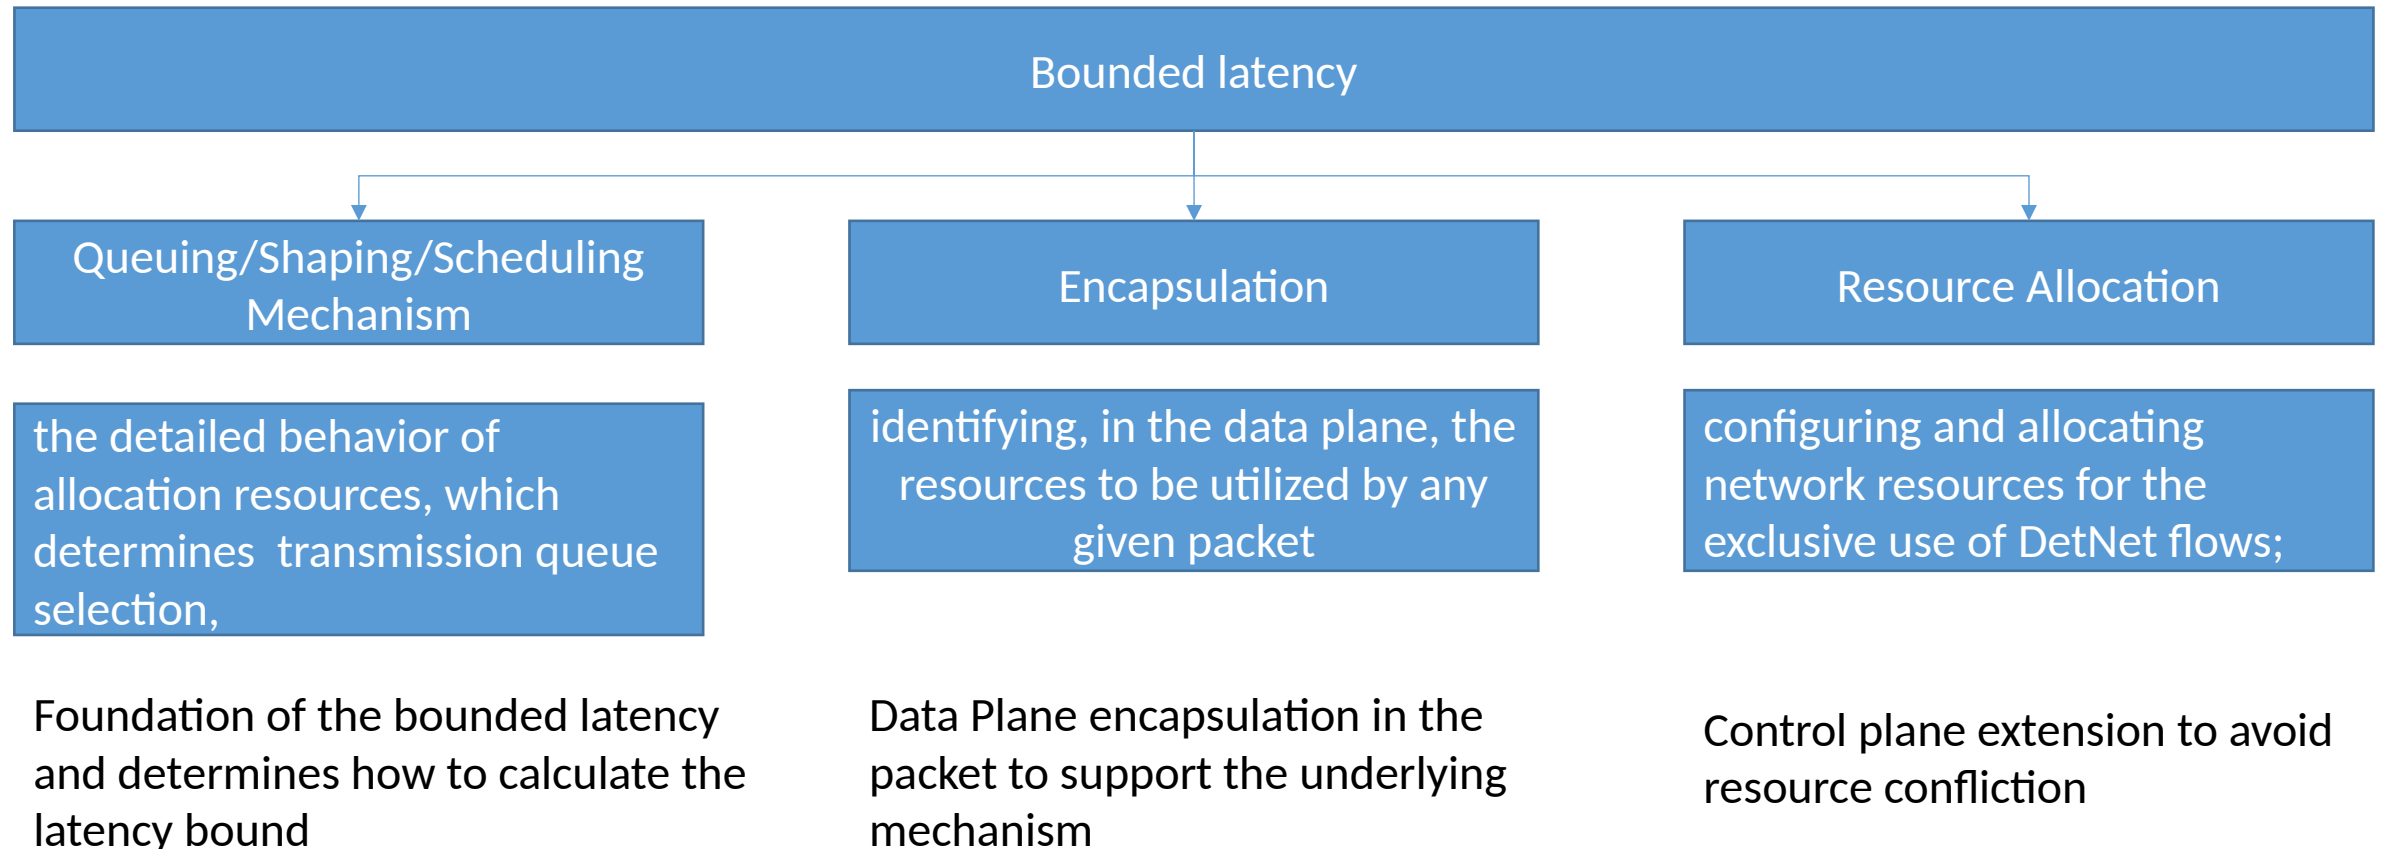 Bounded latency
Queuing/Shaping/Scheduling
Mechanism
Encapsulation
Resource Allocation
the detailed behavior of
allocation resources, which
determines  transmission queue
selection,
identifying, in the data plane, the
resources to be utilized by any
given packet
configuring and allocating
network resources for the
exclusive use of DetNet flows;
Foundation of the bounded latency
and determines how to calculate the
latency bound
Data Plane encapsulation in the
packet to support the underlying
mechanism
Control plane extension to avoid
resource confliction